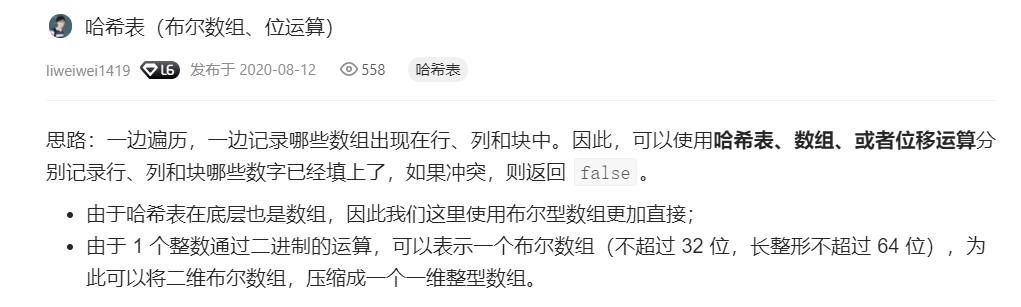 哈希表（布尔数组、位运算）
liweiwei1419 L6 发布于 2020-08-12 558 哈希表
思路：一边遍历，一边记录哪些数组出现在行、列和块中。因此，可以使用哈希表、数组、或者位移运算分
别记录行、列和块哪些数字已经填上了，如果冲突，则返回 false 。
• 由于哈希表在底层也是数组，因此我们这里使用布尔型数组更加直接；
• 由于 1 个整数通过二进制的运算，可以表示一个布尔数组（不超过 32 位，长整形不超过 64 位），为
此可以将二维布尔数组，压缩成一个一维整型数组。